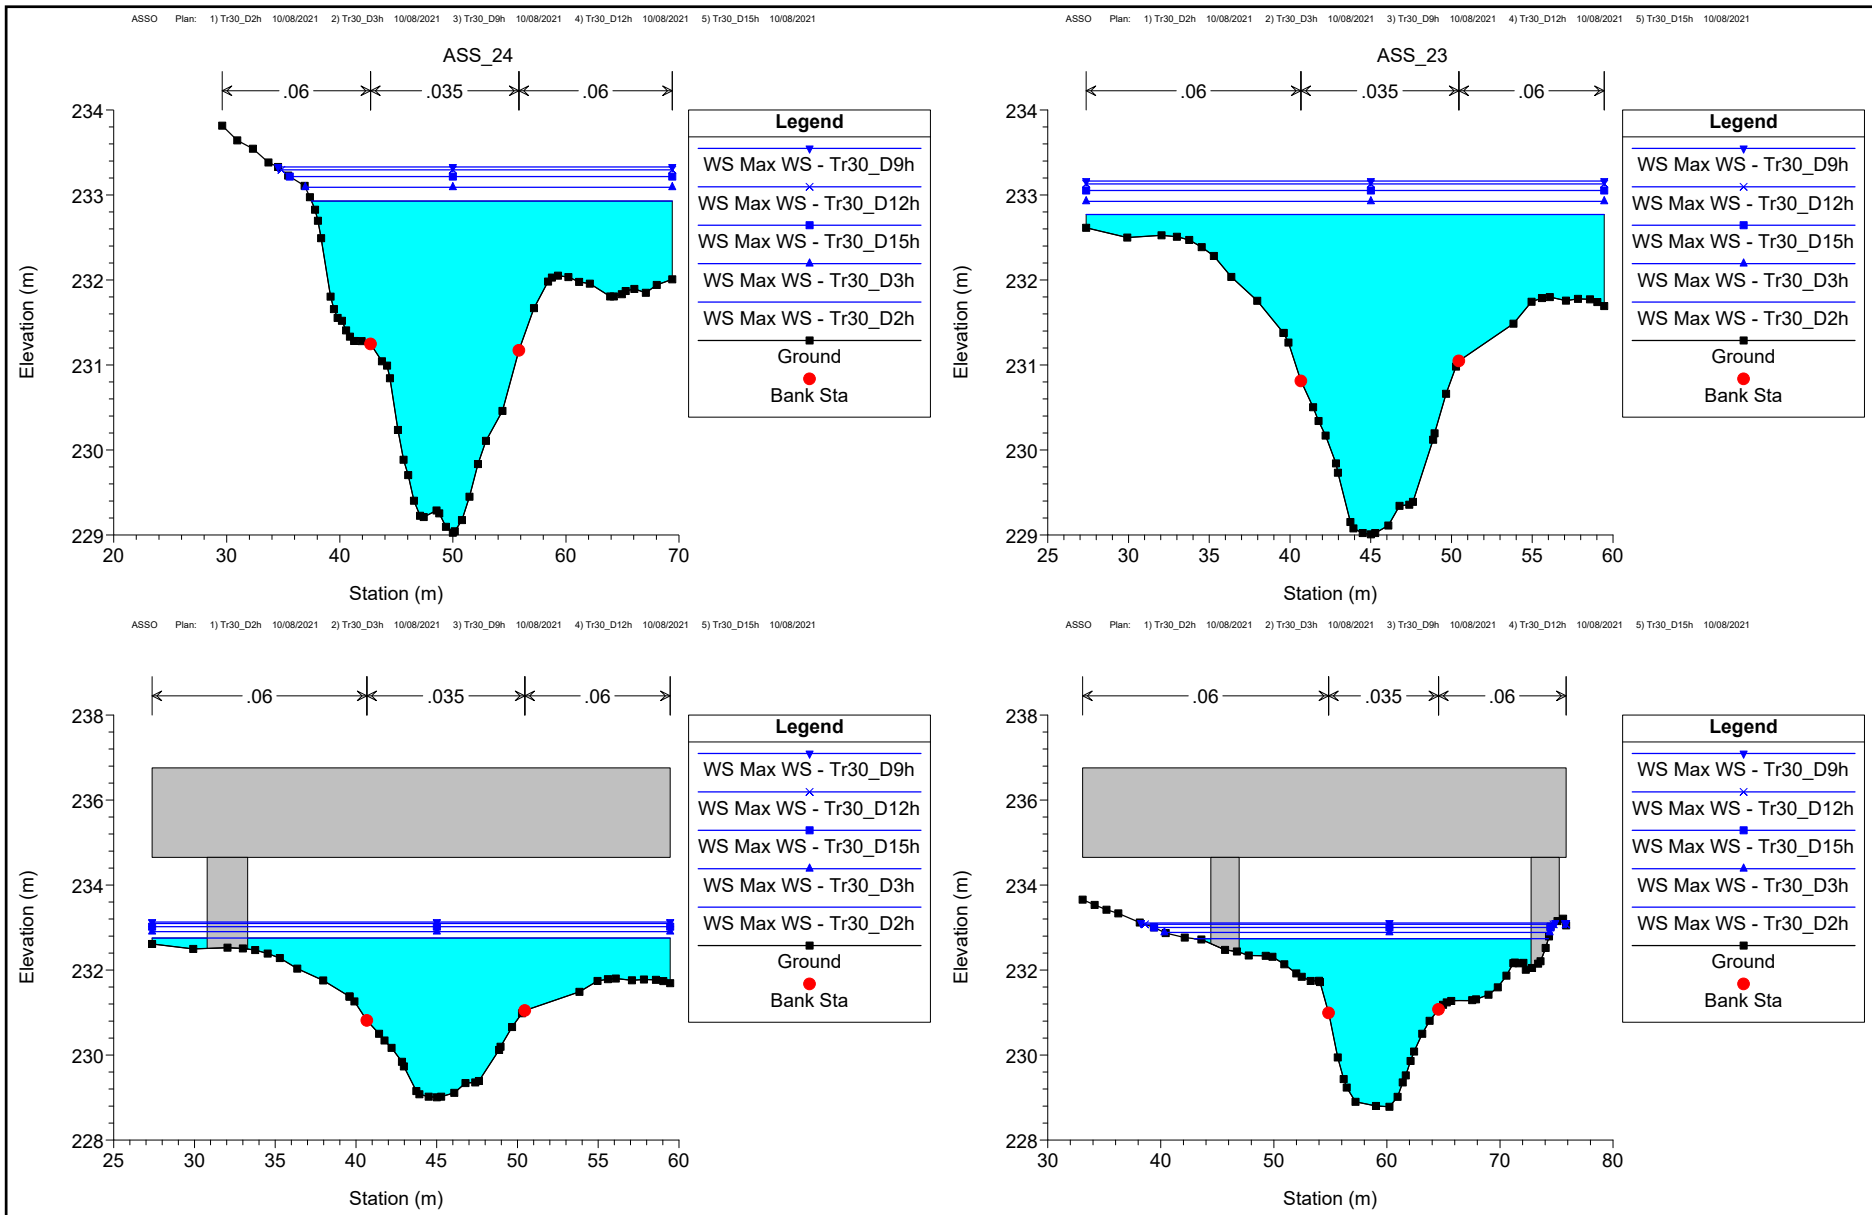 ASSO Plan: 1) Tr30_D2h 10/08/2021 2) Tr30_D3h 10/08/2021 3) Tr30_D9h 10/08/2021 4) Tr30_D12h 10/08/2021 5) Tr30_D15h 10/08/2021
ASS_24
.06 .035 .06
234
233
232
231
230
229
20 30 40 50 60 70
Elevation (m)
Station (m)
Legend
WS Max WS - Tr30_D9h
WS Max WS - Tr30_D12h
WS Max WS - Tr30_D15h
WS Max WS - Tr30_D3h
WS Max WS - Tr30_D2h
Ground
Bank Sta
ASSO Plan: 1) Tr30_D2h 10/08/2021 2) Tr30_D3h 10/08/2021 3) Tr30_D9h 10/08/2021 4) Tr30_D12h 10/08/2021 5) Tr30_D15h 10/08/2021
ASS_23
.06 .035 .06
234
233
232
231
230
229
25 30 35 40 45 50 55 60
Elevation (m)
Station (m)
Legend
WS Max WS - Tr30_D9h
WS Max WS - Tr30_D12h
WS Max WS - Tr30_D15h
WS Max WS - Tr30_D3h
WS Max WS - Tr30_D2h
Ground
Bank Sta
ASSO Plan: 1) Tr30_D2h 10/08/2021 2) Tr30_D3h 10/08/2021 3) Tr30_D9h 10/08/2021 4) Tr30_D12h 10/08/2021 5) Tr30_D15h 10/08/2021
.06 .035 .06
238
236
234
232
230
228
25 30 35 40 45 50 55 60
Elevation (m)
Station (m)
Legend
WS Max WS - Tr30_D9h
WS Max WS - Tr30_D12h
WS Max WS - Tr30_D15h
WS Max WS - Tr30_D3h
WS Max WS - Tr30_D2h
Ground
Bank Sta
ASSO Plan: 1) Tr30_D2h 10/08/2021 2) Tr30_D3h 10/08/2021 3) Tr30_D9h 10/08/2021 4) Tr30_D12h 10/08/2021 5) Tr30_D15h 10/08/2021
.06 .035 .06
238
236
234
232
230
228
30 40 50 60 70 80
Elevation (m)
Station (m)
Legend
WS Max WS - Tr30_D9h
WS Max WS - Tr30_D12h
WS Max WS - Tr30_D15h
WS Max WS - Tr30_D3h
WS Max WS - Tr30_D2h
Ground
Bank Sta